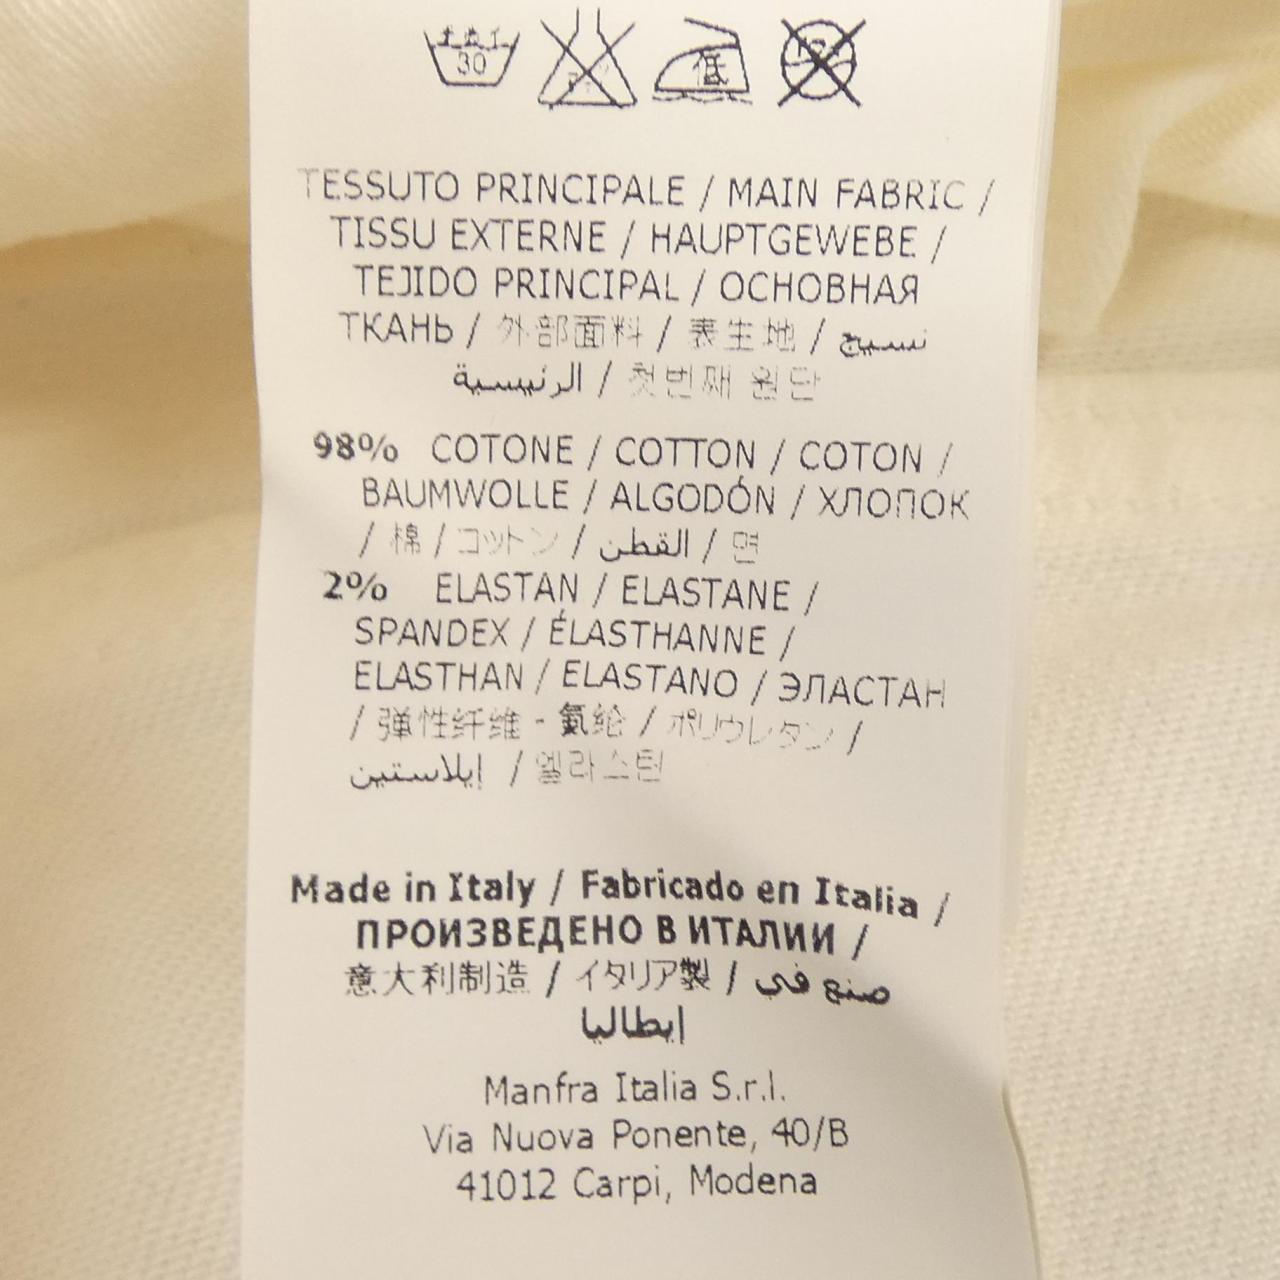 30
低
TESSUTO PRINCIPALE / MAIN FABRIC /
TISSU EXTERNE / HAUPTGEWEBE /
TEJIDO PRINCIPAL / ОСНОВНАЯ
ТКАНЬ / 外部面料 / 表生地 / نسيج
الرئيسية / 첫번째 원단
98% COTONE / COTTON / COTON /
BAUMWOLLE / ALGODÓN / ХЛОПОК
/ 棉 / コットン / القطن / 면
2% ELASTAN / ELASTANE /
SPANDEX / ÉLASTHANNE /
ELASTHAN / ELASTANO / ЭЛАСТАН
/ 弹性纤维 - 氨纶 / ポリウレタン /
إيلاستين / 엘라스틴
Made in Italy / Fabricado en Italia /
ПРОИЗВЕДЕНО В ИТАЛИИ /
意大利制造 / イタリア製 / صنع في
إيطاليا
Manfra Italia S.r.l.
Via Nuova Ponente, 40/B
41012 Carpi, Modena